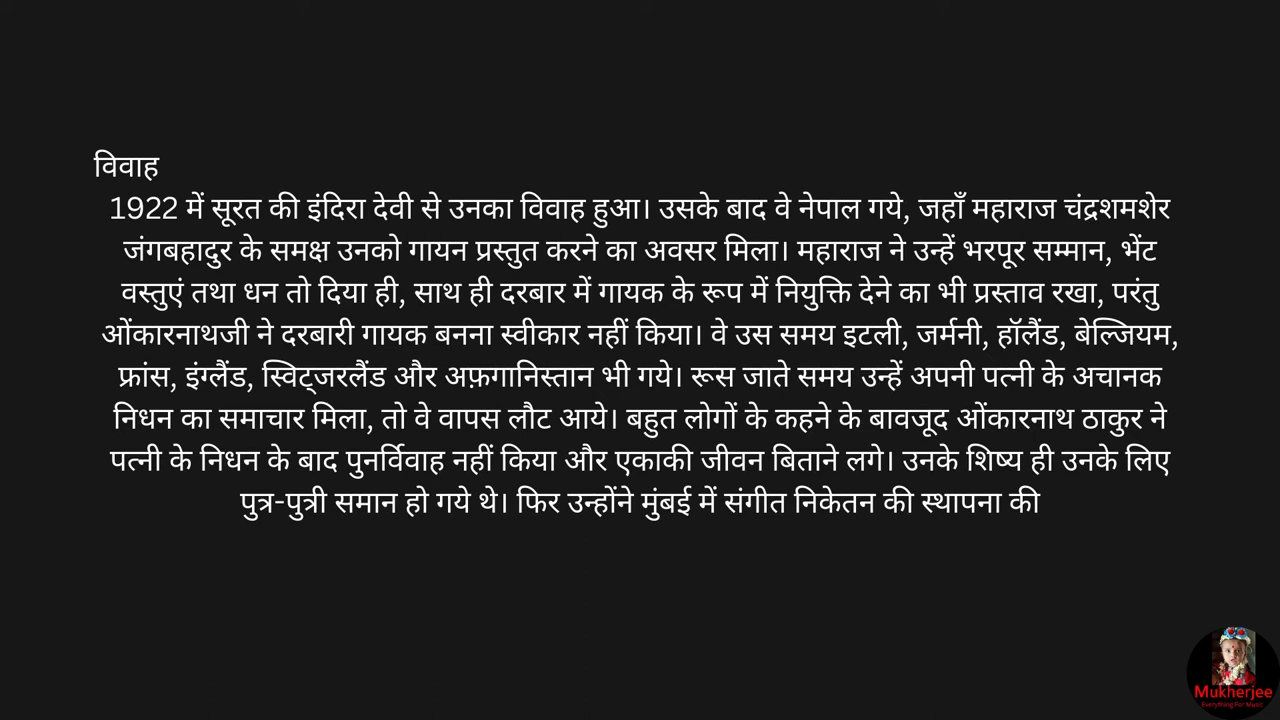 विवाह
1922 में सूरत की इंदिरा देवी से उनका विवाह हुआ। उसके बाद वे नेपाल गये, जहाँ महाराज चंद्रशमशेर
जंगबहादुर के समक्ष उनको गायन प्रस्तुत करने का अवसर मिला। महाराज ने उन्हें भरपूर सम्मान, भेंट
वस्तुएं तथा धन तो दिया ही, साथ ही दरबार में गायक के रूप में नियुक्ति देने का भी प्रस्ताव रखा, परंतु
ओंकारनाथजी ने दरबारी गायक बनना स्वीकार नहीं किया। वे उस समय इटली, जर्मनी, हॉलैंड, बेल्जियम,
फ्रांस, इंग्लैंड, स्विट्जरलैंड और अफ़गानिस्तान भी गये। रूस जाते समय उन्हें अपनी पत्नी के अचानक
निधन का समाचार मिला, तो वे वापस लौट आये। बहुत लोगों के कहने के बावजूद ओंकारनाथ ठाकुर ने
पत्नी के निधन के बाद पुनर्विवाह नहीं किया और एकाकी जीवन बिताने लगे। उनके शिष्य ही उनके लिए
पुत्र-पुत्री समान हो गये थे। फिर उन्होंने मुंबई में संगीत निकेतन की स्थापना की
Mukherjee
Everything For Music